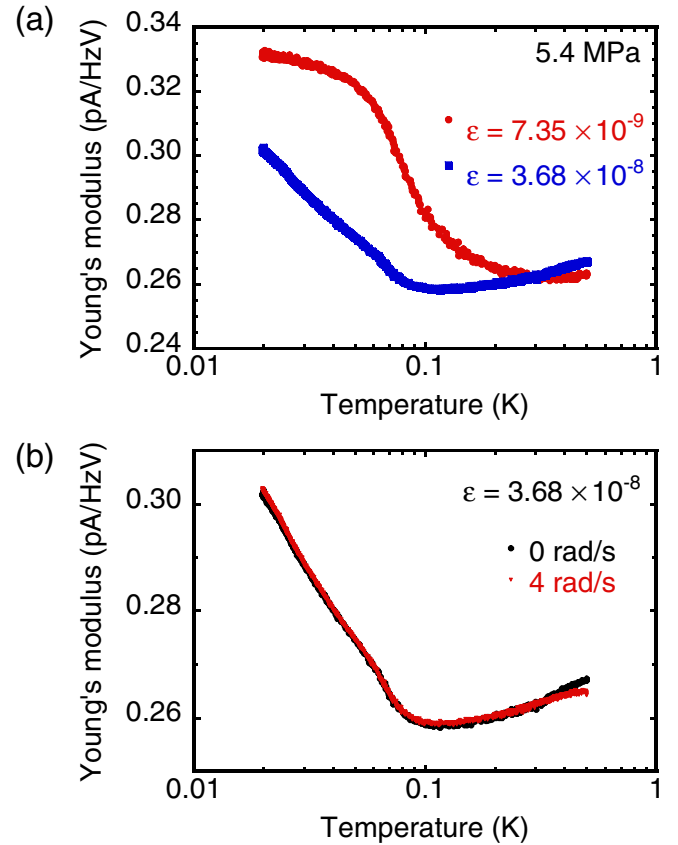 (a)
Young's modulus (pA/HzV)
0.34
0.32
0.30
0.28
0.26
0.24
5.4 MPa
ε = 7.35 ×10⁻⁹
ε = 3.68 ×10⁻⁸
0.01
0.1
1
Temperature (K)
(b)
Young's modulus (pA/HzV)
0.30
0.28
0.26
ε = 3.68 ×10⁻⁸
0 rad/s
4 rad/s
0.01
0.1
1
Temperature (K)